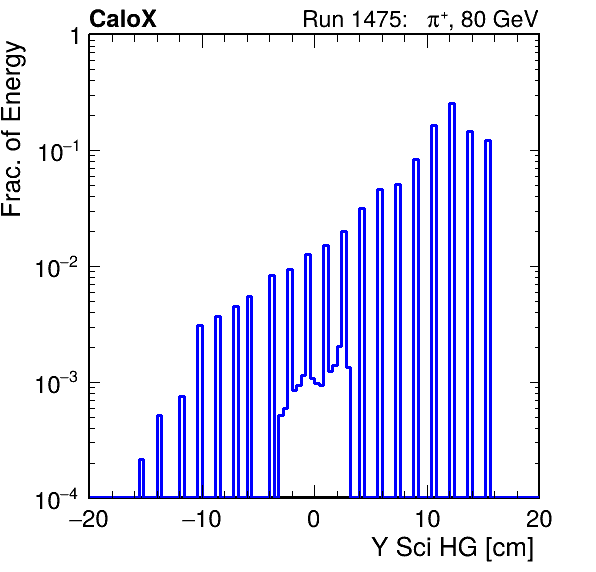 CaloX Run 1475: π⁺, 80 GeV
Frac. of Energy
1
10⁻¹
10⁻²
10⁻³
10⁻⁴
−20 −10 0 10 20
Y Sci HG [cm]